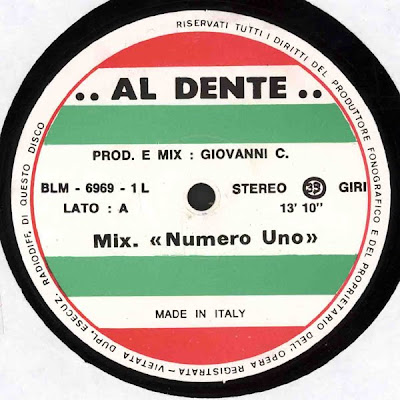 RISERVATI TUTTI I DIRITTI DEL PRODUTTORE FONOGRAFICO E DEL PROPRIETARIO DELL' OPERA REGISTRATA - VIETATA DUPL. ESECUZ. RADIODIFF. DI QUESTO DISCO
.. AL DENTE ..
PROD. E MIX : GIOVANNI C.
BLM - 6969 - 1 L STEREO 33 GIRI
LATO : A 13' 10"
Mix. «Numero Uno»
MADE IN ITALY